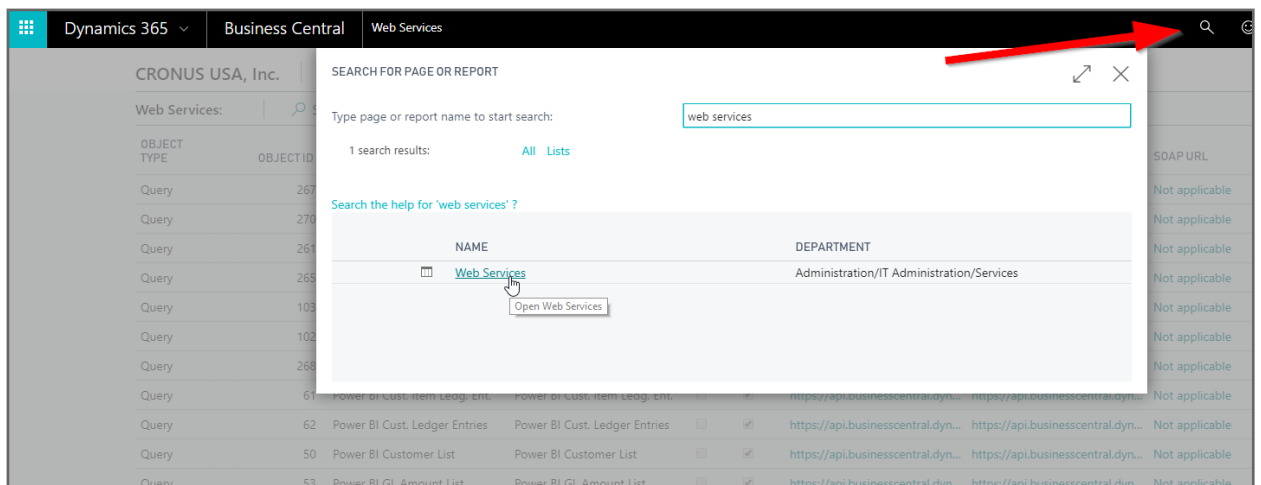 Dynamics 365 Business Central Web Services
CRONUS USA, Inc.
SEARCH FOR PAGE OR REPORT
Web Services:
Type page or report name to start search: web services
OBJECT TYPE OBJECT ID SOAP URL
1 search results: All Lists
Query 267 Not applicable
Search the help for 'web services' ?
Query 270 Not applicable
NAME DEPARTMENT
Query 261 Not applicable
Web Services Administration/IT Administration/Services
Query 265 Not applicable
Open Web Services
Query 103 Not applicable
Query 102 Not applicable
Query 268 Not applicable
Query 61 Power BI Cust. Item Ledg. Ent. Power BI Cust. Item Ledg. Ent. https://api.businesscentral.dyn... https://api.businesscentral.dyn... Not applicable
Query 62 Power BI Cust. Ledger Entries Power BI Cust. Ledger Entries https://api.businesscentral.dyn... https://api.businesscentral.dyn... Not applicable
Query 50 Power BI Customer List Power BI Customer List https://api.businesscentral.dyn... https://api.businesscentral.dyn... Not applicable
Query 53 Power BI GL Amount List Power BI GL Amount List https://api.businesscentral.dyn... https://api.businesscentral.dyn... Not applicable